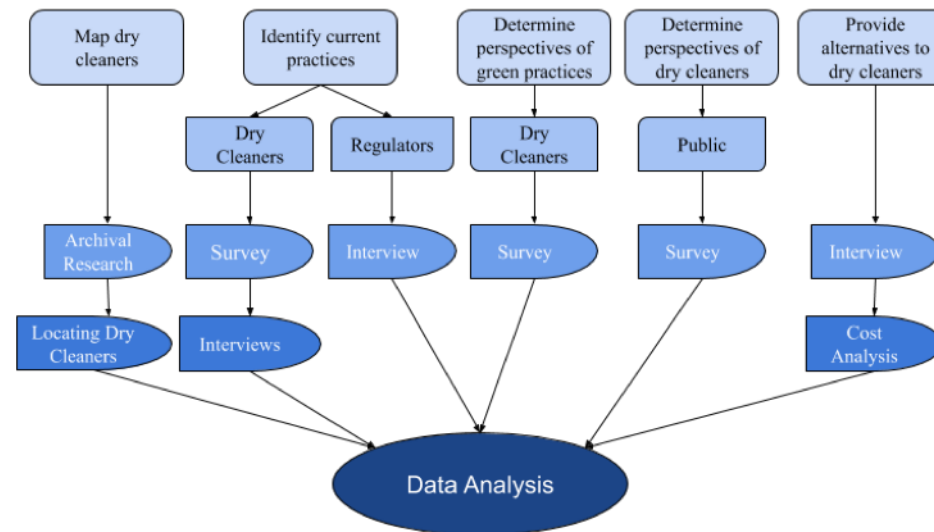 Map dry
cleaners
Identify current
practices
Determine
perspectives of
green practices
Determine
perspectives of
dry cleaners
Provide
alternatives to
dry cleaners
Dry
Cleaners
Regulators
Dry
Cleaners
Public
Archival
Research
Survey
Interview
Survey
Survey
Interview
Locating Dry
Cleaners
Interviews
Cost
Analysis
Data Analysis